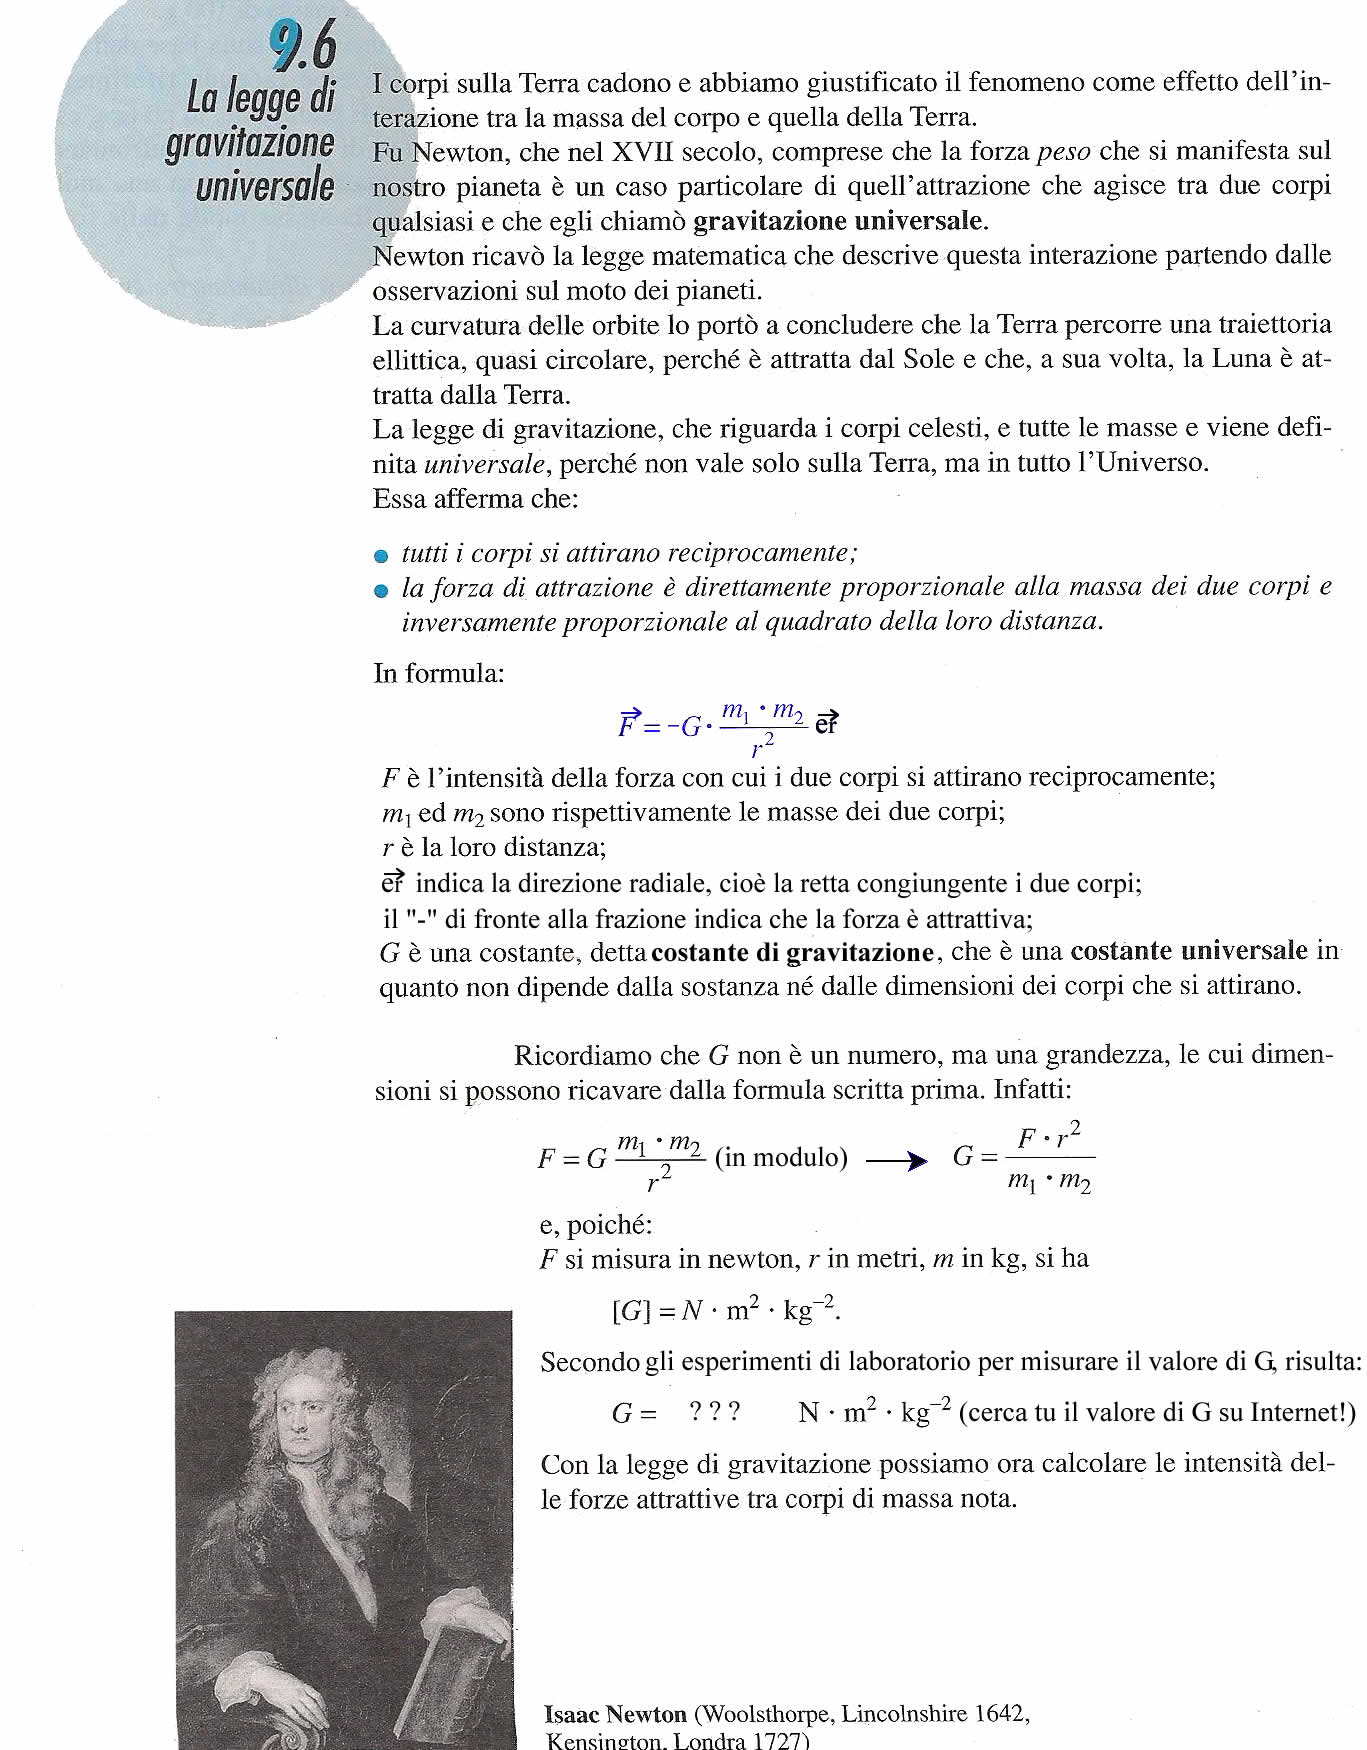 9.6
La legge di
gravitazione
universale
I corpi sulla Terra cadono e abbiamo giustificato il fenomeno come effetto dell'in-
terazione tra la massa del corpo e quella della Terra.
Fu Newton, che nel XVII secolo, comprese che la forza peso che si manifesta sul
nostro pianeta è un caso particolare di quell'attrazione che agisce tra due corpi
qualsiasi e che egli chiamò gravitazione universale.
Newton ricavò la legge matematica che descrive questa interazione partendo dalle
osservazioni sul moto dei pianeti.
La curvatura delle orbite lo portò a concludere che la Terra percorre una traiettoria
ellittica, quasi circolare, perché è attratta dal Sole e che, a sua volta, la Luna è at-
tratta dalla Terra.
La legge di gravitazione, che riguarda i corpi celesti, e tutte le masse e viene defi-
nita universale, perché non vale solo sulla Terra, ma in tutto l'Universo.
Essa afferma che:
● tutti i corpi si attirano reciprocamente;
● la forza di attrazione è direttamente proporzionale alla massa dei due corpi e
inversamente proporzionale al quadrato della loro distanza.
In formula:
F⃗ = -G · (m₁ · m₂)/r² er⃗
F è l'intensità della forza con cui i due corpi si attirano reciprocamente;
m₁ ed m₂ sono rispettivamente le masse dei due corpi;
r è la loro distanza;
er⃗ indica la direzione radiale, cioè la retta congiungente i due corpi;
il "-" di fronte alla frazione indica che la forza è attrattiva;
G è una costante, detta costante di gravitazione, che è una costante universale in
quanto non dipende dalla sostanza né dalle dimensioni dei corpi che si attirano.
Ricordiamo che G non è un numero, ma una grandezza, le cui dimen-
sioni si possono ricavare dalla formula scritta prima. Infatti:
F = G (m₁ · m₂)/r² (in modulo) → G = (F · r²)/(m₁ · m₂)
e, poiché:
F si misura in newton, r in metri, m in kg, si ha
[G] = N · m² · kg⁻².
Secondo gli esperimenti di laboratorio per misurare il valore di G, risulta:
G = ? ? ? N · m² · kg⁻² (cerca tu il valore di G su Internet!)
Con la legge di gravitazione possiamo ora calcolare le intensità del-
le forze attrattive tra corpi di massa nota.
Isaac Newton (Woolsthorpe, Lincolnshire 1642,
Kensington, Londra 1727)